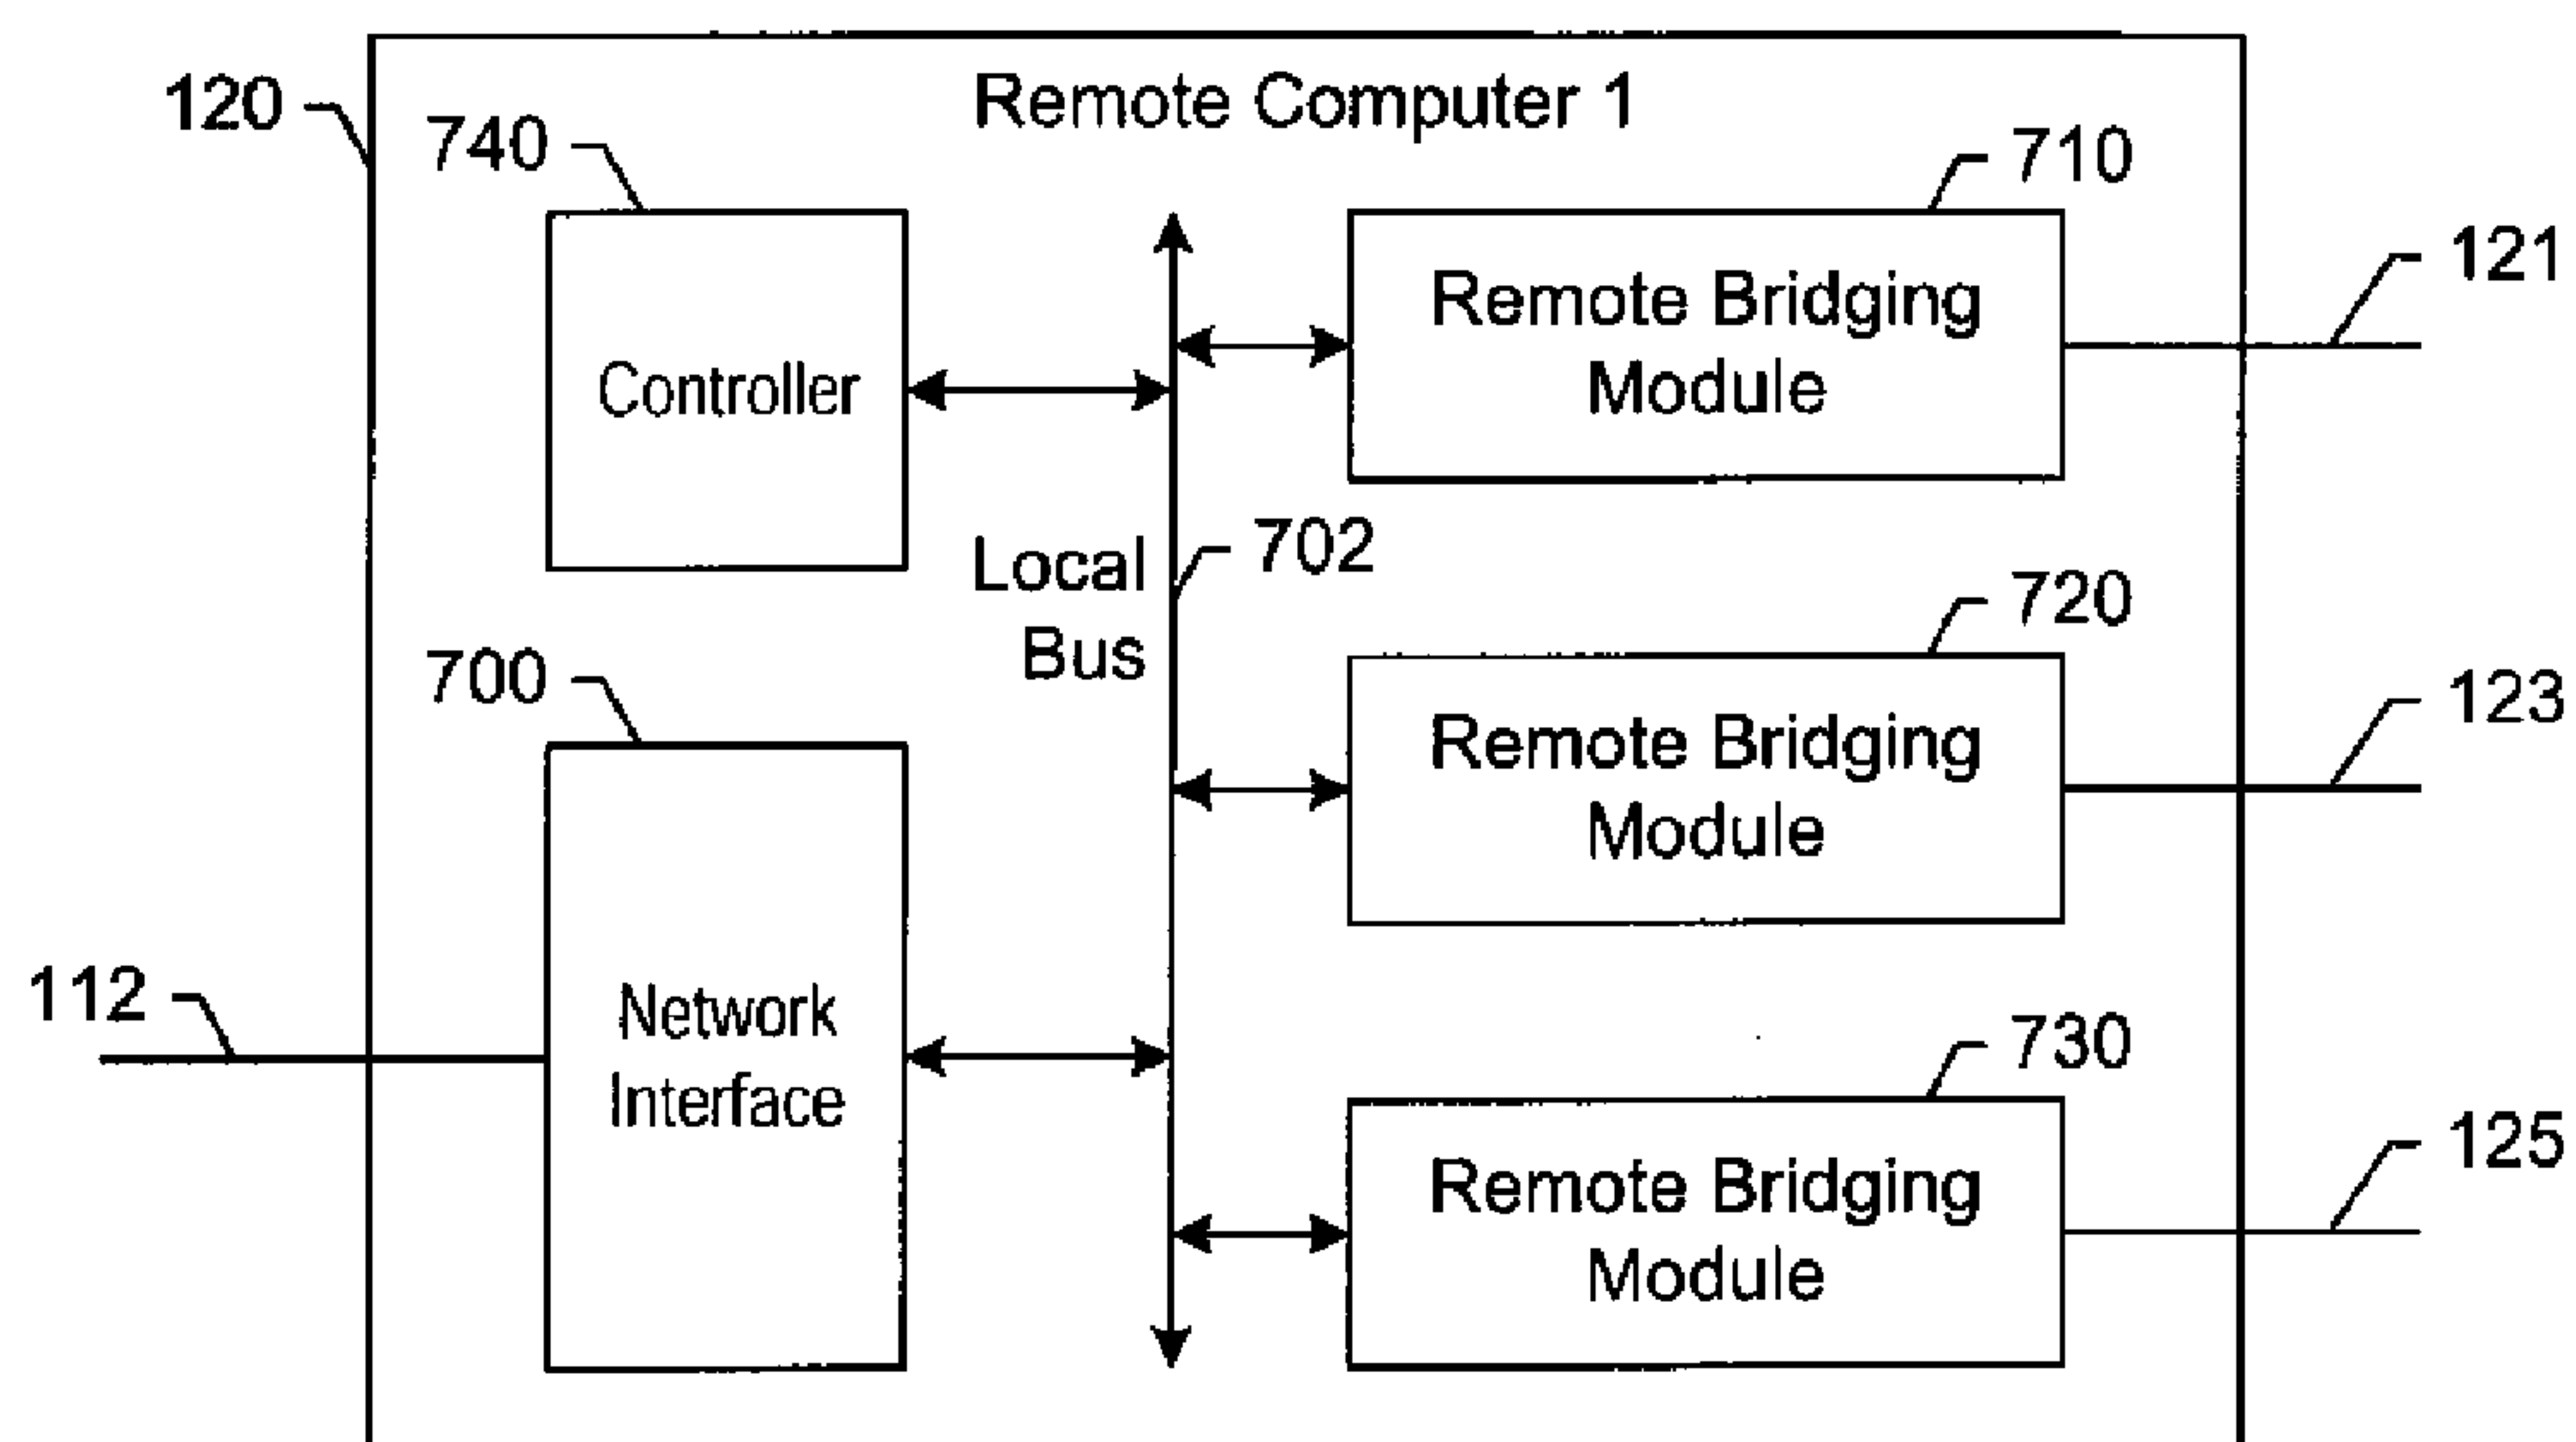 Remote Computer 1
120
740
710
121
Controller
Remote Bridging
Module
Local
Bus
702
720
123
700
Remote Bridging
Module
112
Network
Interface
730
125
Remote Bridging
Module